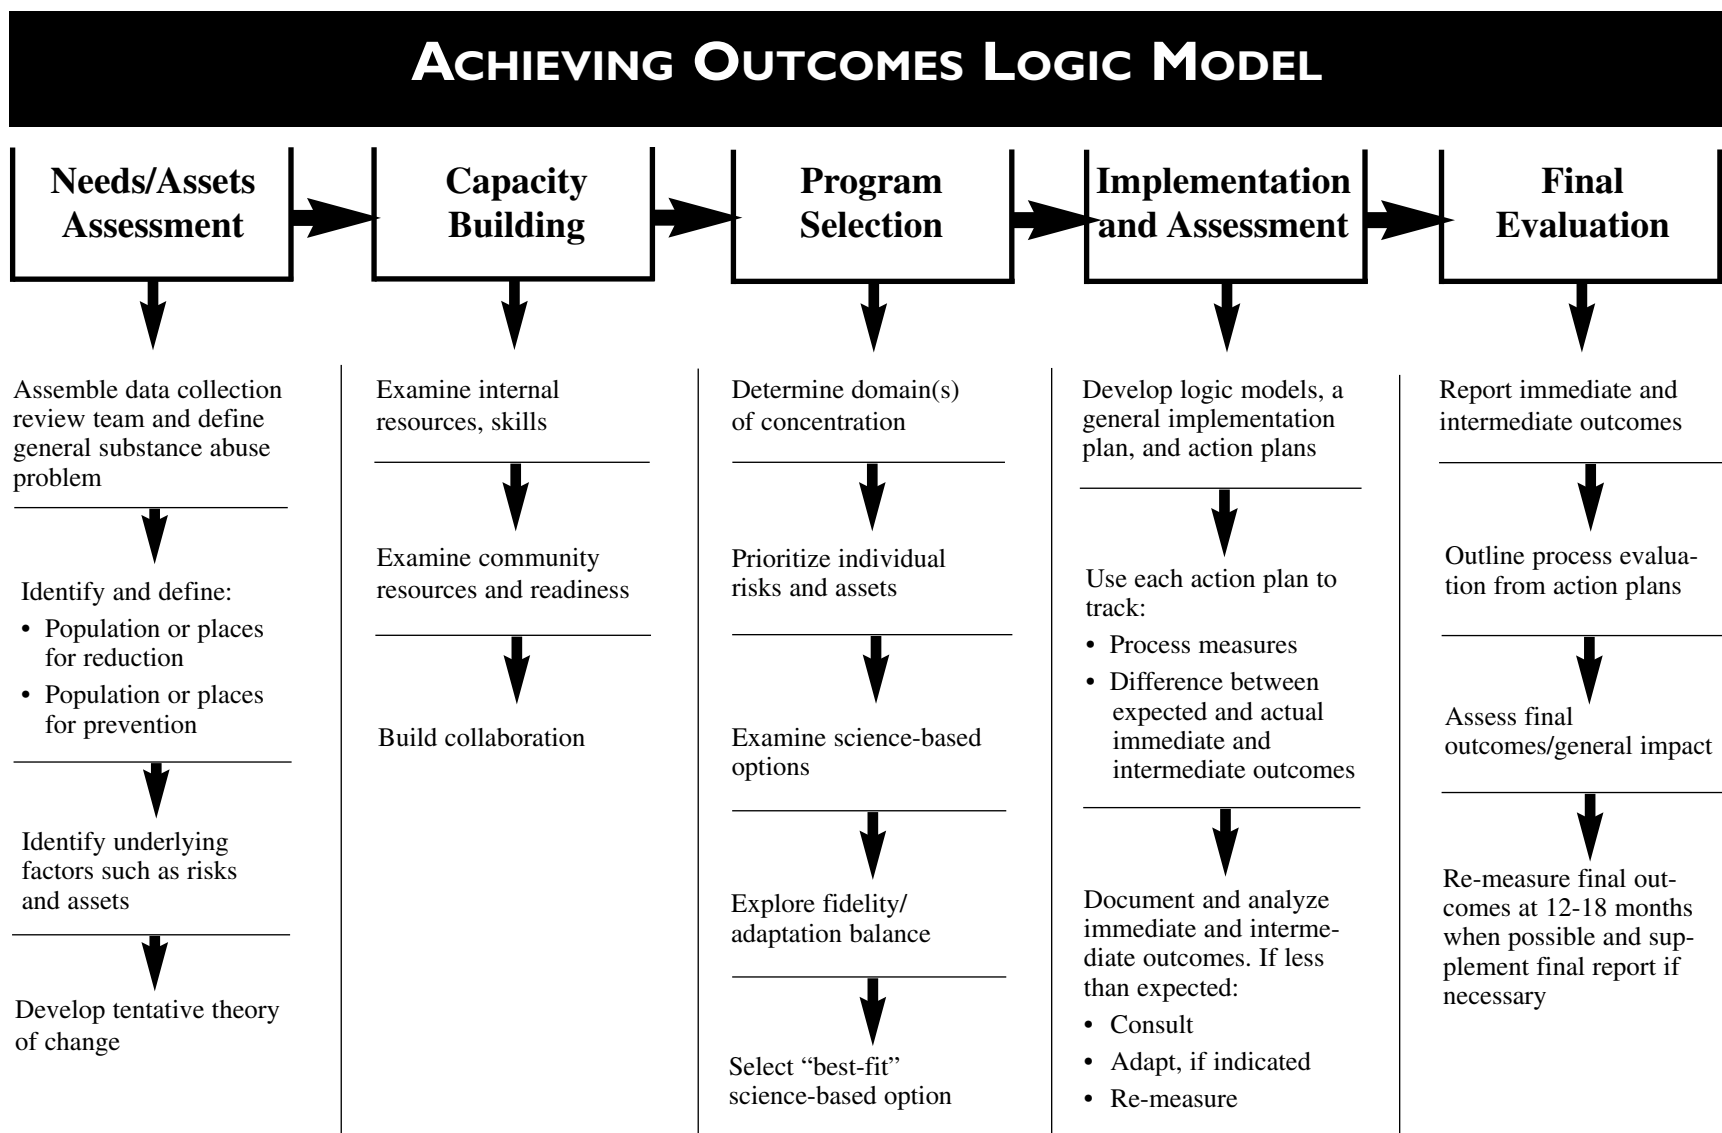 ACHIEVING OUTCOMES LOGIC MODEL
Needs/Assets
Assessment
Capacity
Building
Program
Selection
Implementation
and Assessment
Final
Evaluation
Assemble data collection
review team and define
general substance abuse
problem
Identify and define:
• Population or places
for reduction
• Population or places
for prevention
Identify underlying
factors such as risks
and assets
Develop tentative theory
of change
Examine internal
resources, skills
Examine community
resources and readiness
Build collaboration
Determine domain(s)
of concentration
Prioritize individual
risks and assets
Examine science-based
options
Explore fidelity/
adaptation balance
Select “best-fit”
science-based option
Develop logic models, a
general implementation
plan, and action plans
Use each action plan to
track:
• Process measures
• Difference between
expected and actual
immediate and
intermediate outcomes
Document and analyze
immediate and interme-
diate outcomes. If less
than expected:
• Consult
• Adapt, if indicated
• Re-measure
Report immediate and
intermediate outcomes
Outline process evalua-
tion from action plans
Assess final
outcomes/general impact
Re-measure final out-
comes at 12-18 months
when possible and sup-
plement final report if
necessary